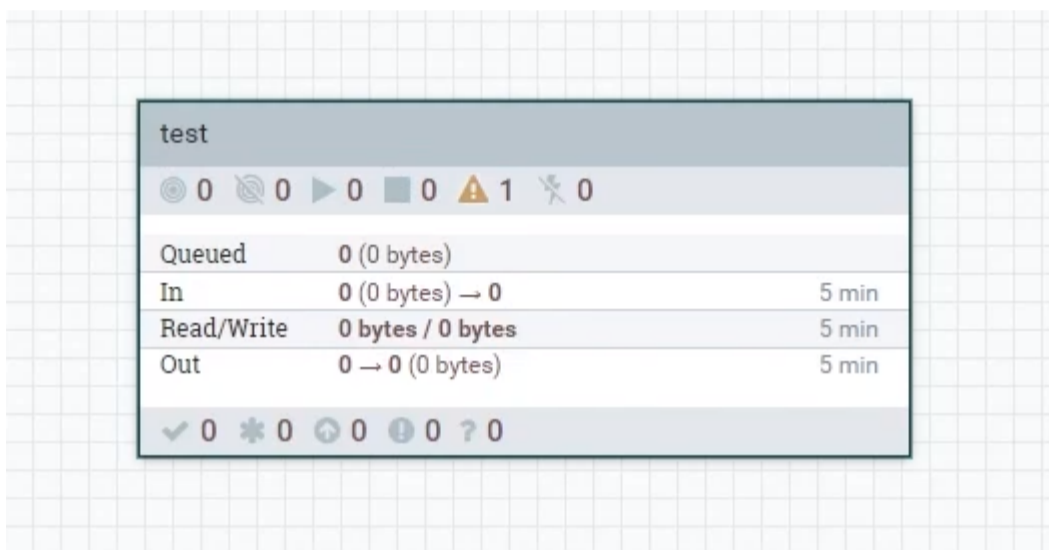 test
0 0 0 0 1 0
Queued 0 (0 bytes)
In 0 (0 bytes) → 0 5 min
Read/Write 0 bytes / 0 bytes 5 min
Out 0 → 0 (0 bytes) 5 min
0 0 0 0 ? 0